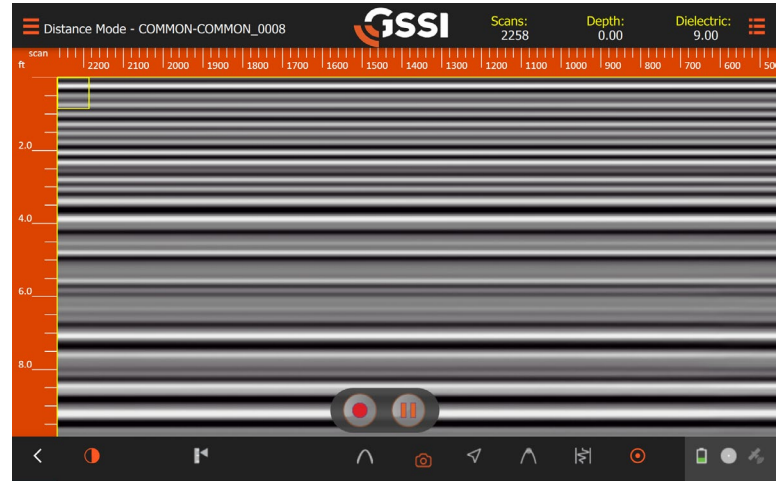 Distance Mode - COMMON-COMMON_0008
GSSI
Scans:
2258
Depth:
0.00
Dielectric:
9.00
scan
ft
2200 2100 2000 1900 1800 1700 1600 1500 1400 1300 1200 1100 1000 900 800 700 600 50
2.0
4.0
6.0
8.0